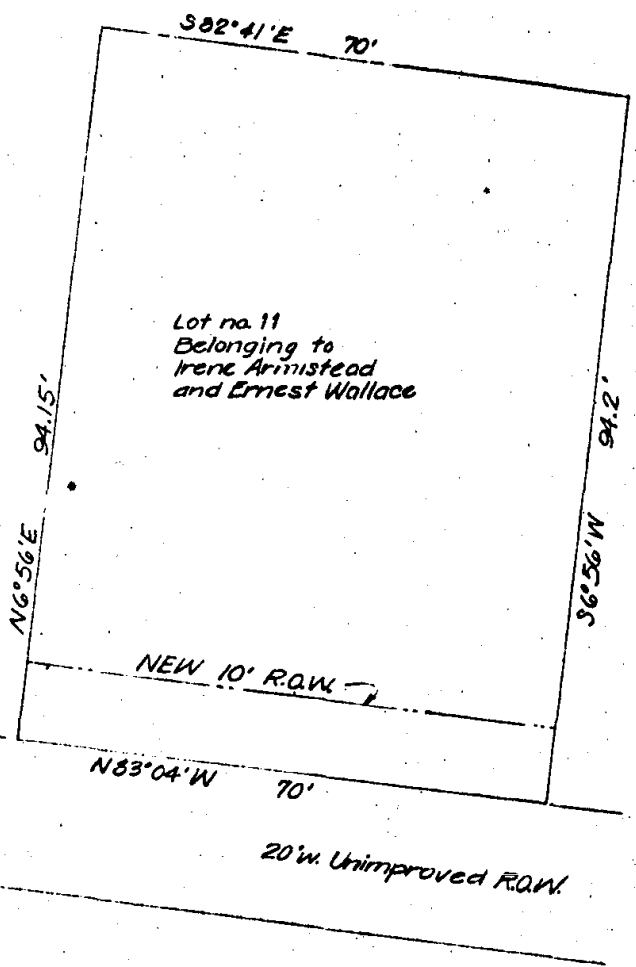 S82°41'E 70'
Lot no. 11
Belonging to
Irene Armistead
and Ernest Wallace
94.15'
N6°56'E
94.2'
S6°56'W
NEW 10' R.O.W.
N83°04'W 70'
20'w. Unimproved R.O.W.